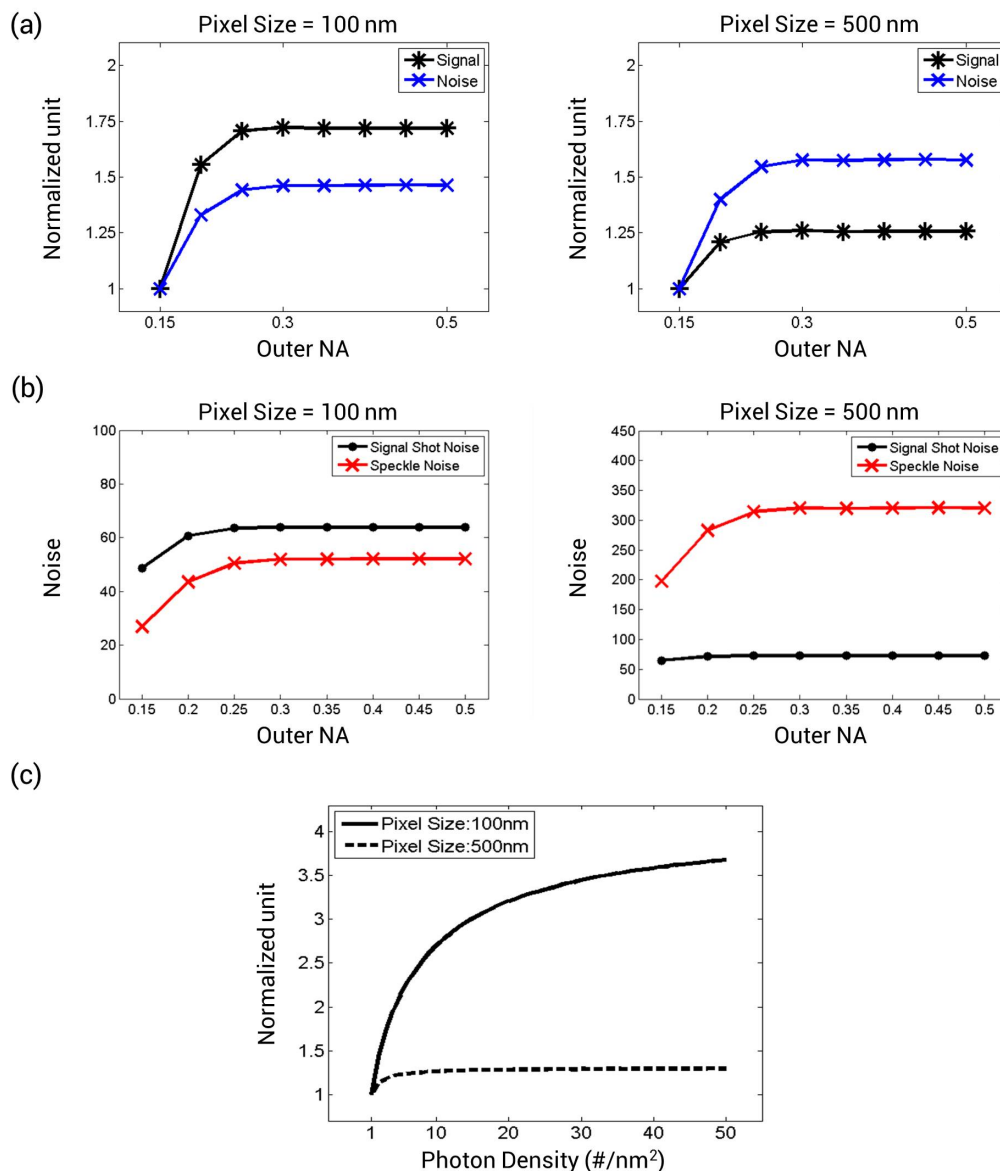 (a)
Pixel Size = 100 nm
Pixel Size = 500 nm
Normalized unit
2
1.75
1.5
1.25
1
Signal
Noise
0.15
0.3
0.5
Outer NA
Normalized unit
2
1.75
1.5
1.25
1
Signal
Noise
0.15
0.3
0.5
Outer NA
(b)
Pixel Size = 100 nm
Pixel Size = 500 nm
Noise
100
80
60
40
20
0
Signal Shot Noise
Speckle Noise
0.15 0.2 0.25 0.3 0.35 0.4 0.45 0.5
Outer NA
Noise
450
400
350
300
250
200
150
100
50
0
Signal Shot Noise
Speckle Noise
0.15 0.2 0.25 0.3 0.35 0.4 0.45 0.5
Outer NA
(c)
Normalized unit
4
3.5
3
2.5
2
1.5
1
Pixel Size:100nm
Pixel Size:500nm
1 10 20 30 40 50
Photon Density (#/nm²)